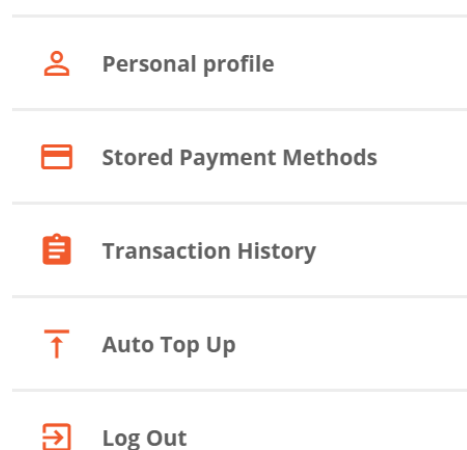 Personal profile
Stored Payment Methods
Transaction History
Auto Top Up
Log Out